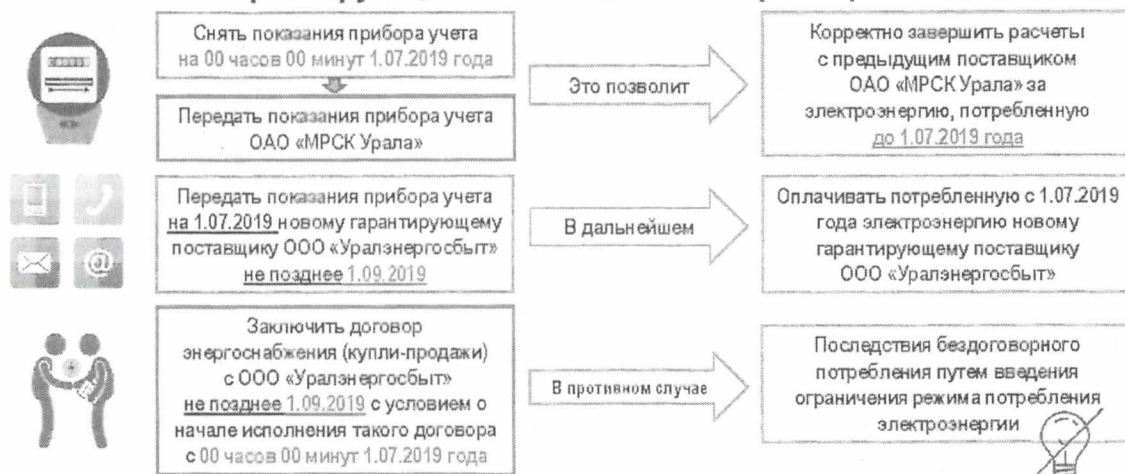 Снять показания прибора учета
на 00 часов 00 минут 1.07.2019 года
Передать показания прибора учета
ОАО «МРСК Урала»
Это позволит
Корректно завершить расчеты
с предыдущим поставщиком
ОАО «МРСК Урала» за
электроэнергию, потребленную
до 1.07.2019 года
Передать показания прибора учета
на 1.07.2019 новому гарантирующему
поставщику ООО «Уралэнергосбыт»
не позднее 1.09.2019
В дальнейшем
Оплачивать потребленную с 1.07.2019
года электроэнергию новому
гарантирующему поставщику
ООО «Уралэнергосбыт»
Заключить договор
энергоснабжения (купли-продажи)
с ООО «Уралэнергосбыт»
не позднее 1.09.2019 с условием о
начале исполнения такого договора
с 00 часов 00 минут 1.07.2019 года
В противном случае
Последствия бездоговорного
потребления путем введения
ограничения режима потребления
электроэнергии